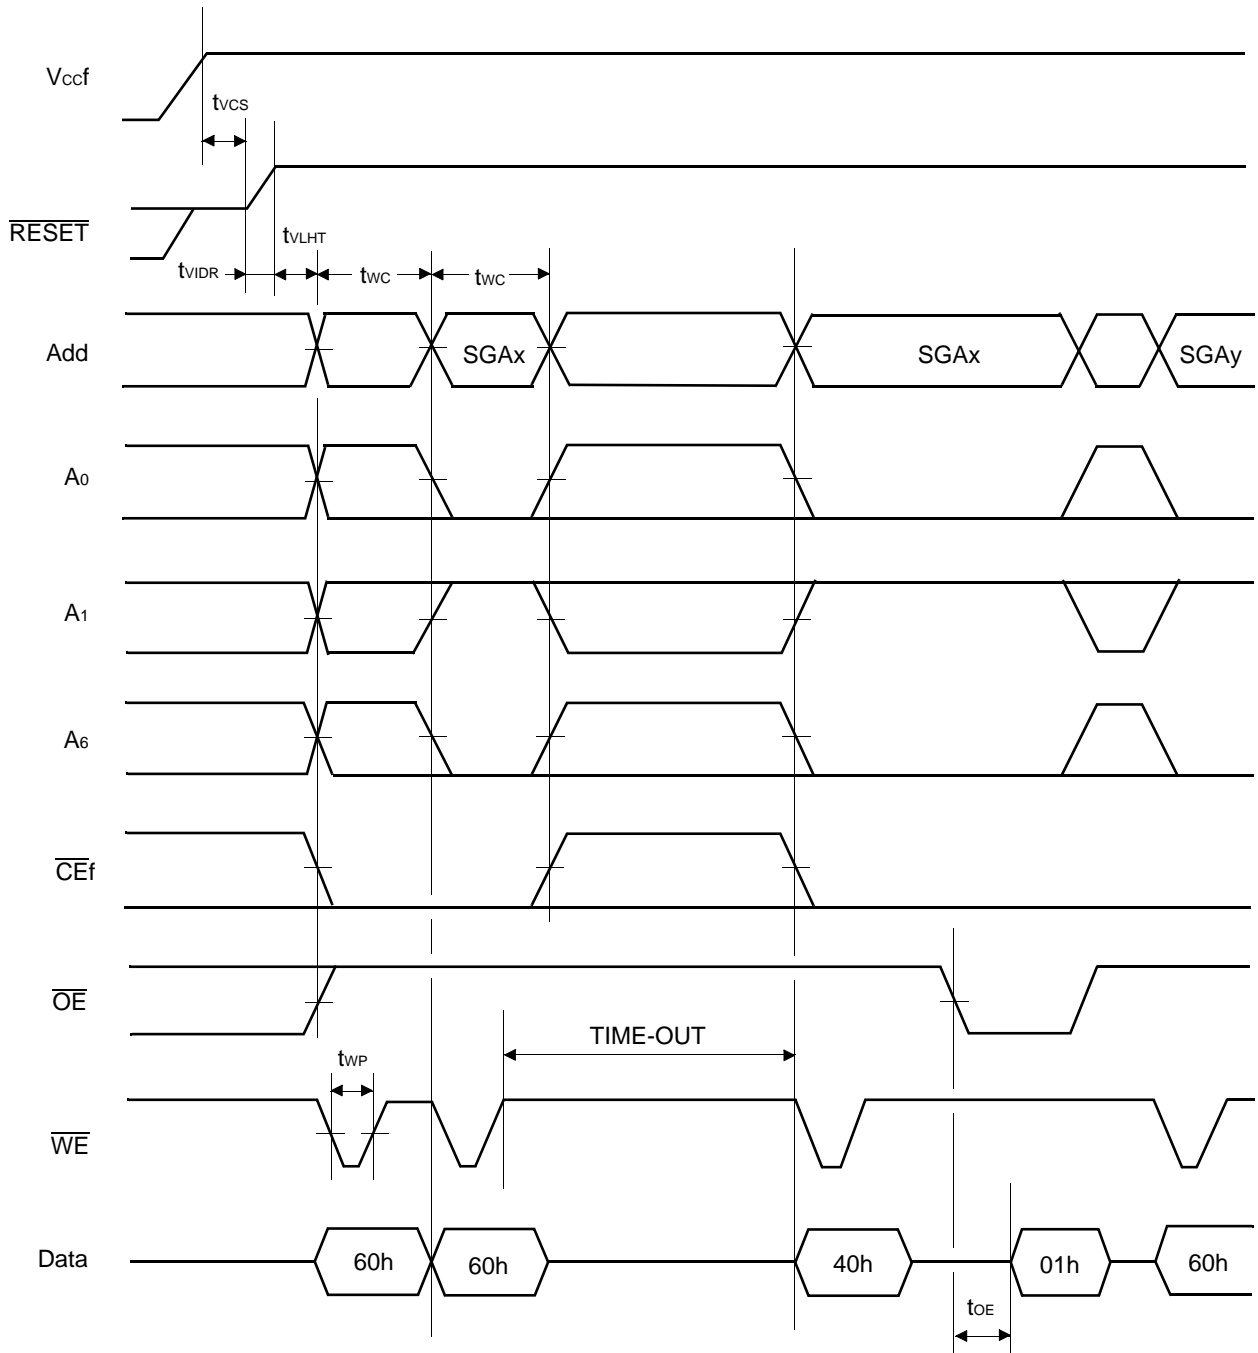 Vccf
tVCS
RESET
tVLHT
tVIDR
tWC
tWC
Add
SGAx
SGAx
SGAy
A0
A1
A6
CEf
OE
TIME-OUT
tWP
WE
Data
60h
60h
40h
01h
60h
tOE